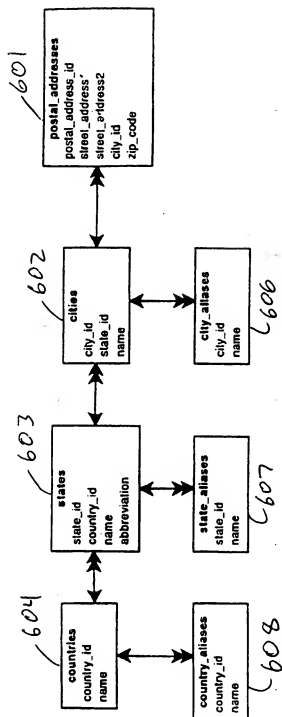 601
postal_addresses
postal_address_id
street_address'
street_address2
city_id
zip_code
602
cities
city_id
state_id
name
603
states
state_id
country_id
name
abbreviation
604
countries
country_id
name
city_aliases
city_id
name
606
state_aliases
state_id
name
607
country_aliases
country_id
name
608